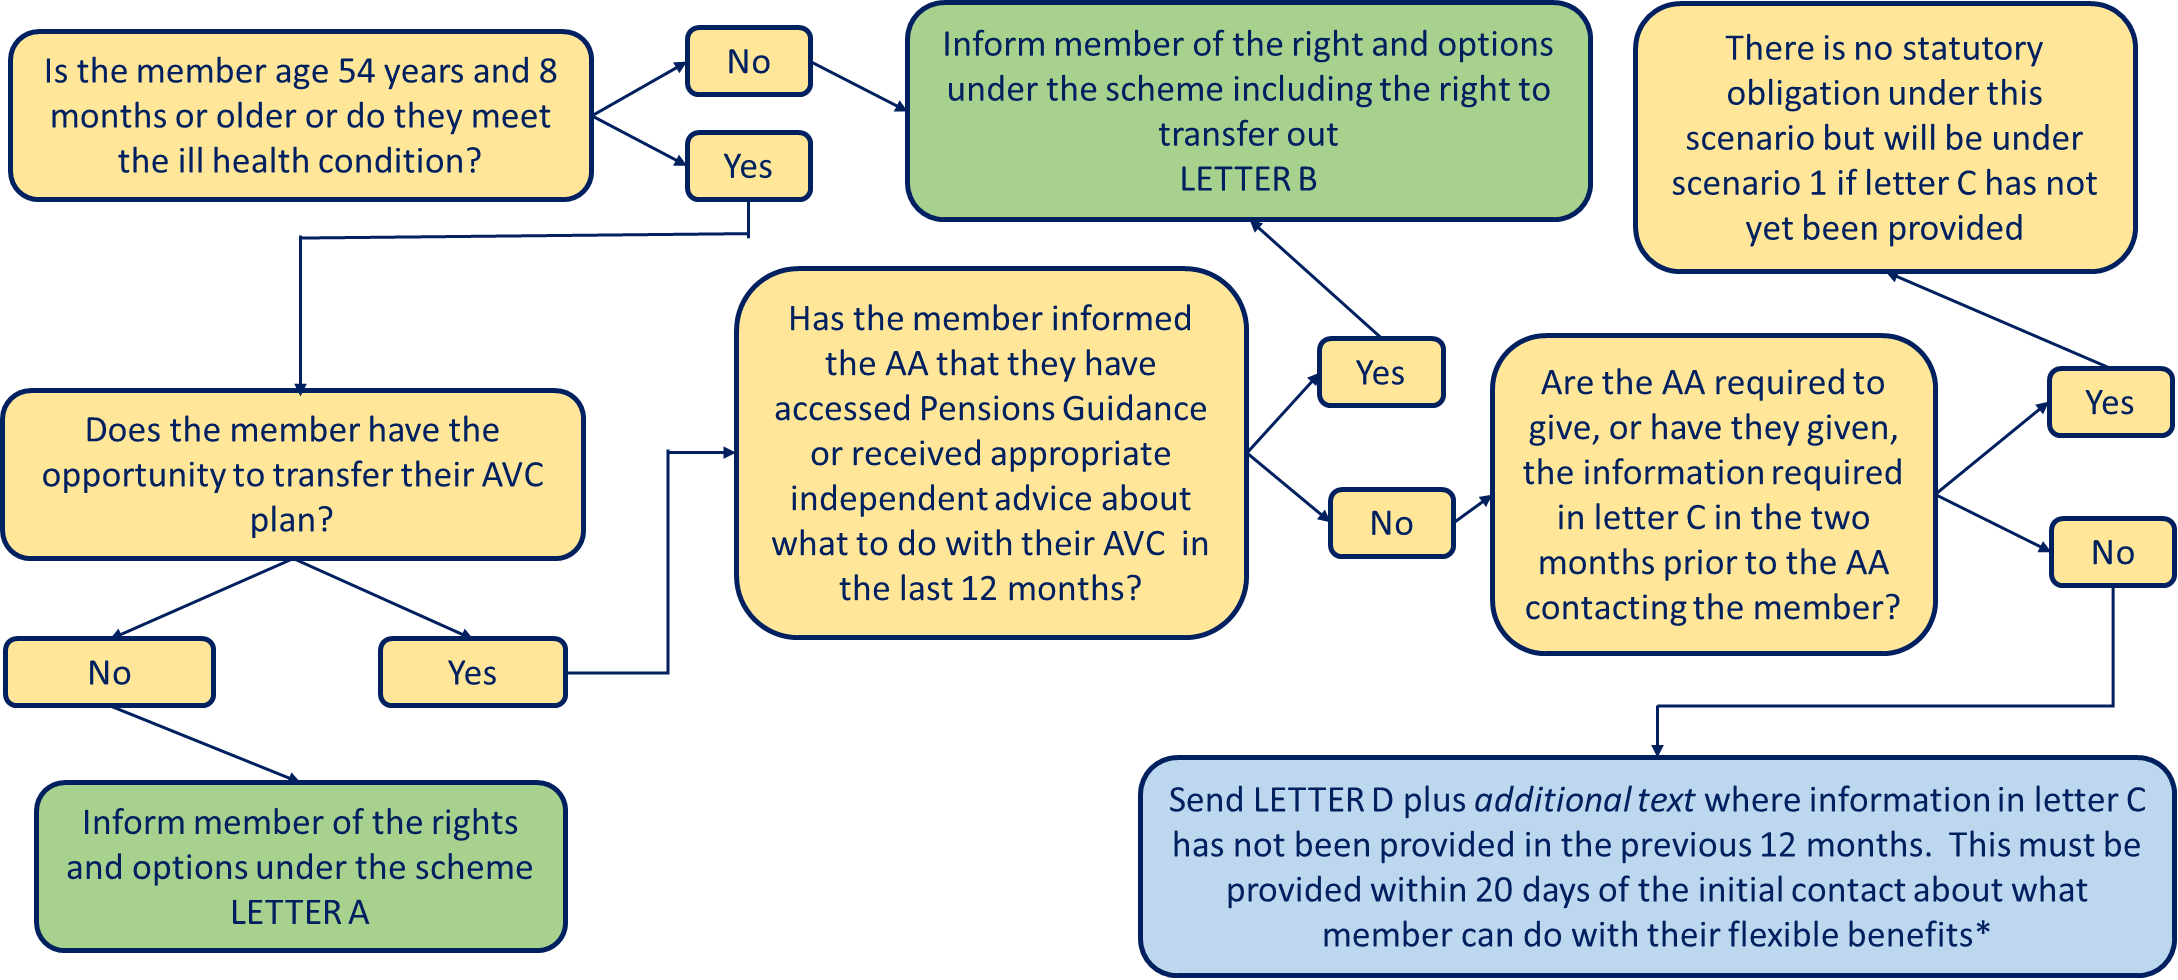 Is the member age 54 years and 8
months or older or do they meet
the ill health condition?
No
Yes
Inform member of the right and options
under the scheme including the right to
transfer out
LETTER B
There is no statutory
obligation under this
scenario but will be under
scenario 1 if letter C has not
yet been provided
Does the member have the
opportunity to transfer their AVC
plan?
No
Yes
Has the member informed
the AA that they have
accessed Pensions Guidance
or received appropriate
independent advice about
what to do with their AVC in
the last 12 months?
Yes
No
Are the AA required to
give, or have they given,
the information required
in letter C in the two
months prior to the AA
contacting the member?
Yes
No
Inform member of the rights
and options under the scheme
LETTER A
Send LETTER D plus additional text where information in letter C
has not been provided in the previous 12 months. This must be
provided within 20 days of the initial contact about what
member can do with their flexible benefits*